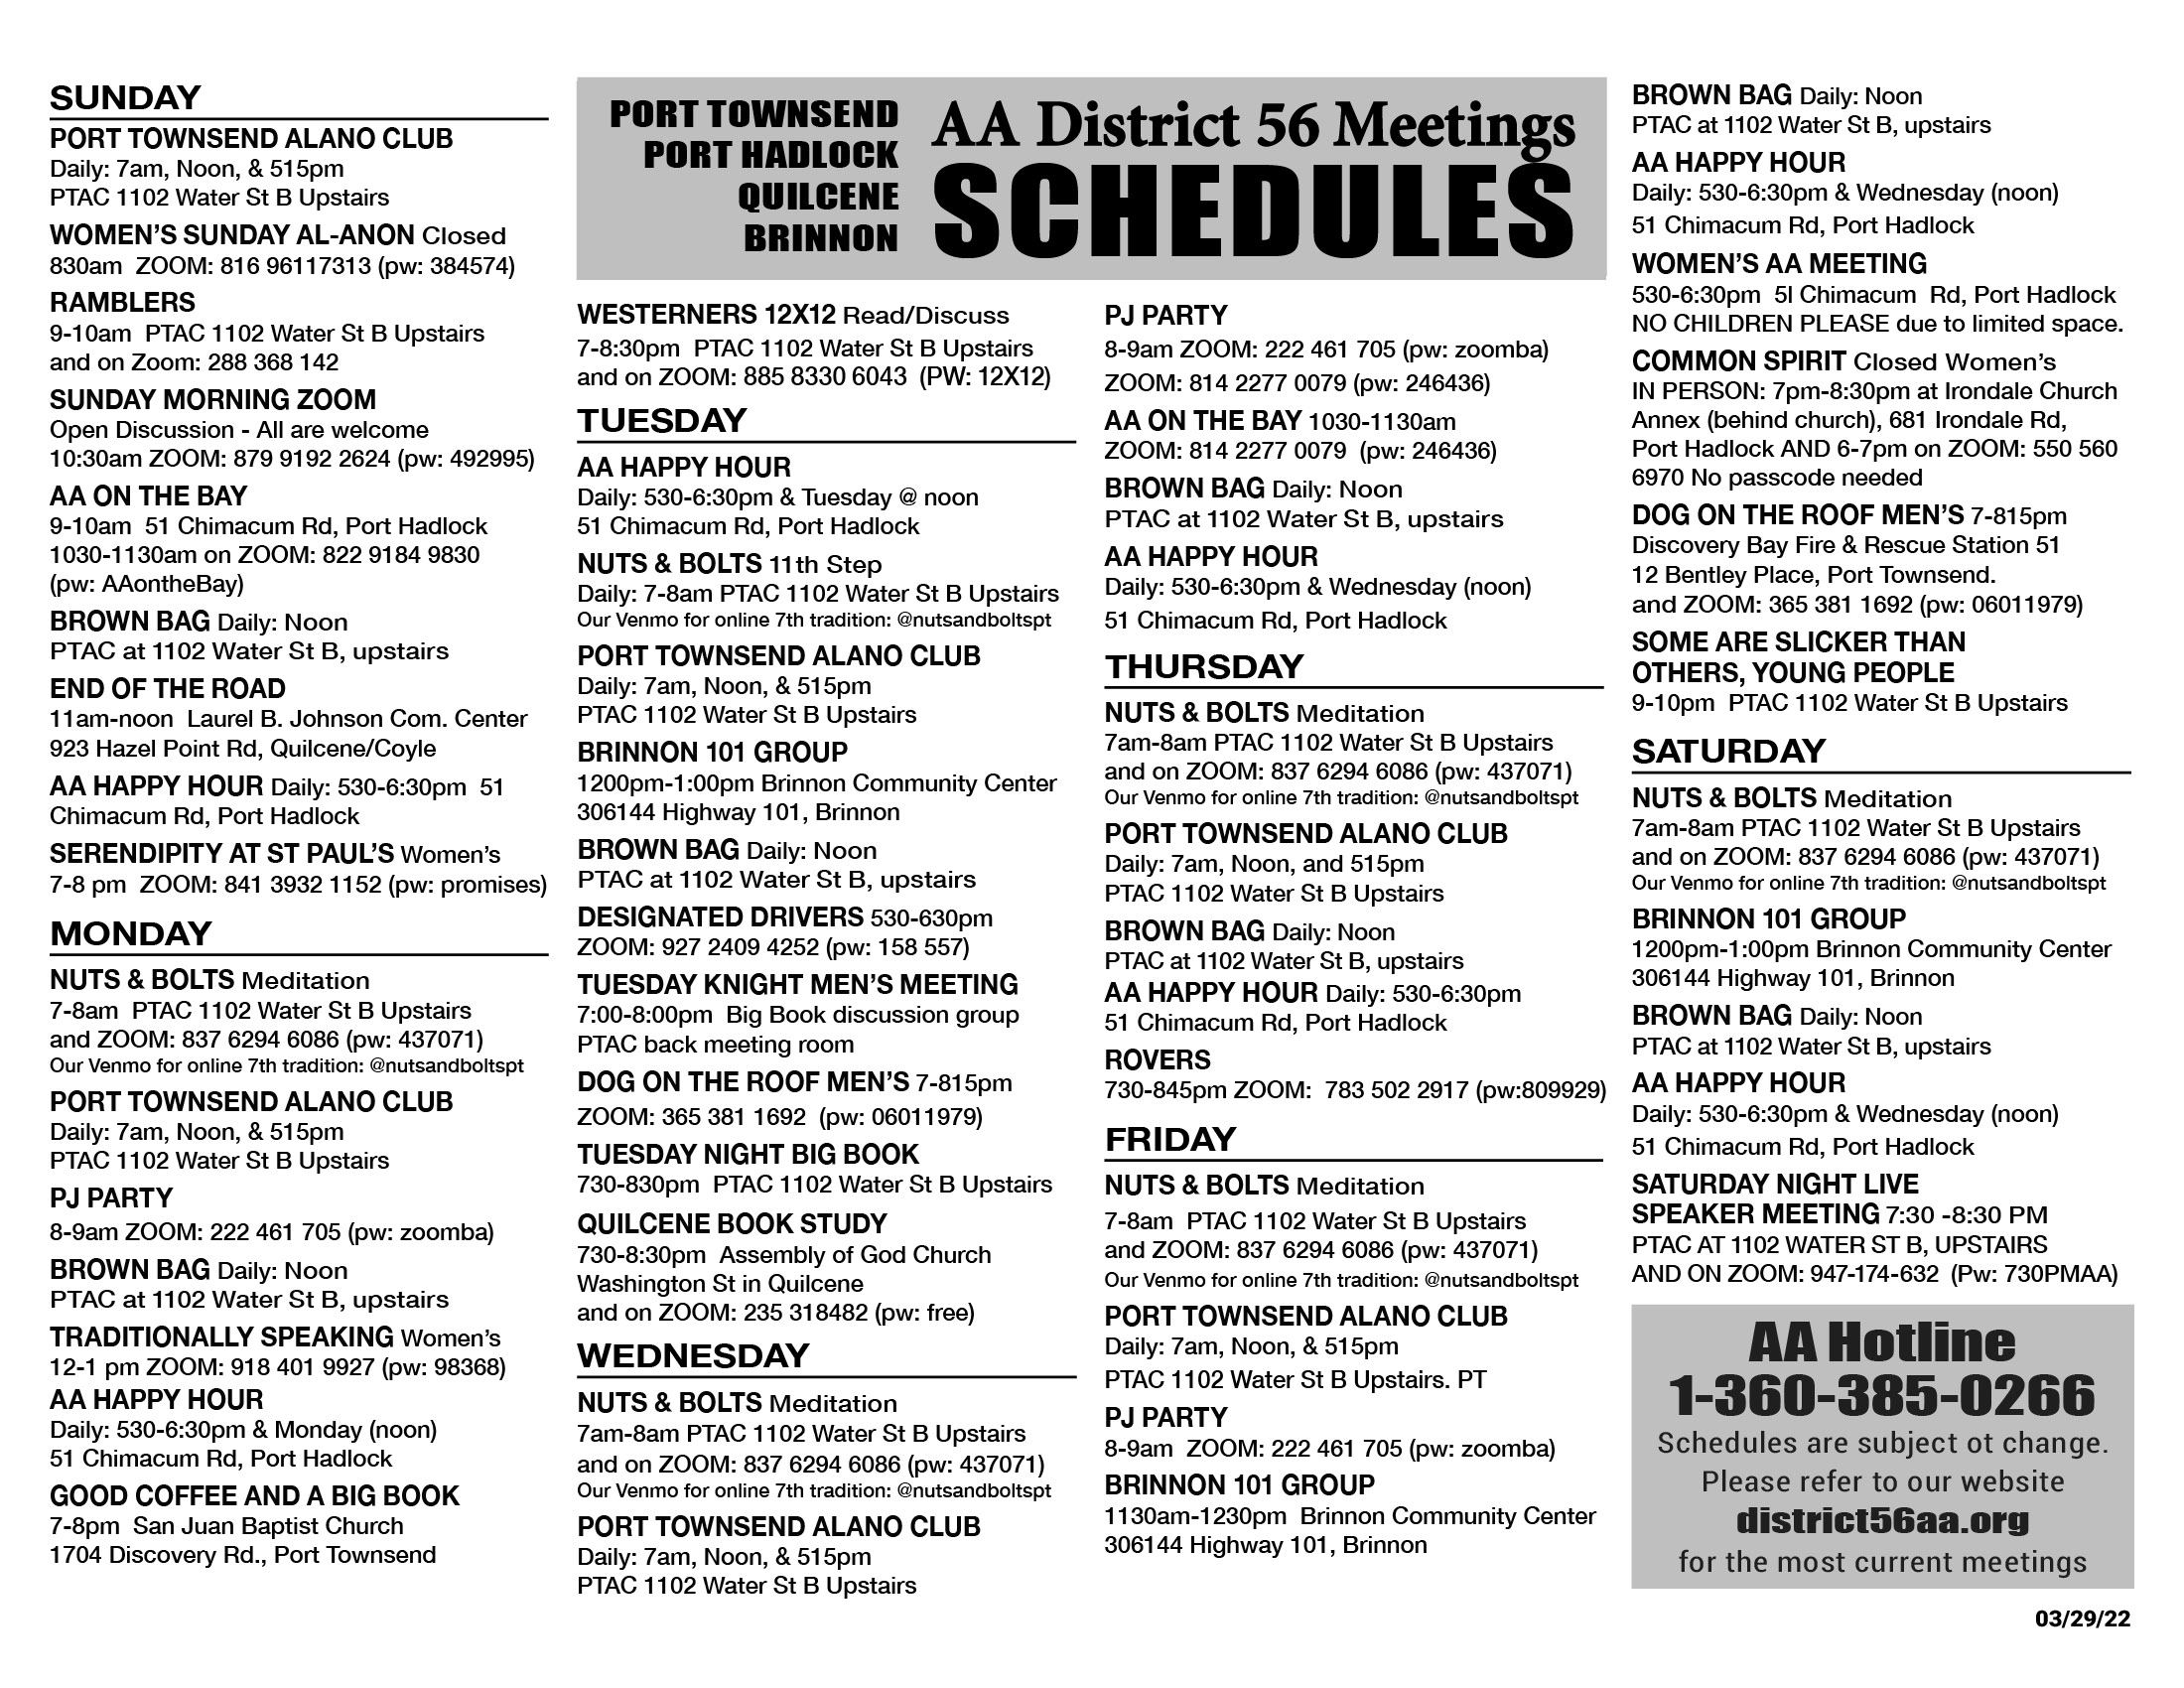 SUNDAY
PORT TOWNSEND ALANO CLUB
Daily: 7am, Noon, & 515pm
PTAC 1102 Water St B Upstairs
WOMEN'S SUNDAY AL-ANON Closed
830am ZOOM: 816 96117313 (pw: 384574)
RAMBLERS
9-10am PTAC 1102 Water St B Upstairs
and on Zoom: 288 368 142
SUNDAY MORNING ZOOM
Open Discussion - All are welcome
10:30am ZOOM: 879 9192 2624 (pw: 492995)
AA ON THE BAY
9-10am 51 Chimacum Rd, Port Hadlock
1030-1130am on ZOOM: 822 9184 9830
(pw: AAontheBay)
BROWN BAG Daily: Noon
PTAC at 1102 Water St B, upstairs
END OF THE ROAD
11am-noon Laurel B. Johnson Com. Center
923 Hazel Point Rd, Quilcene/Coyle
AA HAPPY HOUR Daily: 530-6:30pm 51
Chimacum Rd, Port Hadlock
SERENDIPITY AT ST PAUL'S Women's
7-8 pm ZOOM: 841 3932 1152 (pw: promises)
MONDAY
NUTS & BOLTS Meditation
7-8am PTAC 1102 Water St B Upstairs
and ZOOM: 837 6294 6086 (pw: 437071)
Our Venmo for online 7th tradition: @nutsandboltspt
PORT TOWNSEND ALANO CLUB
Daily: 7am, Noon, & 515pm
PTAC 1102 Water St B Upstairs
PJ PARTY
8-9am ZOOM: 222 461 705 (pw: zoomba)
BROWN BAG Daily: Noon
PTAC at 1102 Water St B, upstairs
TRADITIONALLY SPEAKING Women's
12-1 pm ZOOM: 918 401 9927 (pw: 98368)
AA HAPPY HOUR
Daily: 530-6:30pm & Monday (noon)
51 Chimacum Rd, Port Hadlock
GOOD COFFEE AND A BIG BOOK
7-8pm San Juan Baptist Church
1704 Discovery Rd., Port Townsend
PORT TOWNSEND
PORT HADLOCK
QUILCENE
BRINNON
AA District 56 Meetings
SCHEDULES
WESTERNERS 12X12 Read/Discuss
7-8:30pm PTAC 1102 Water St B Upstairs
and on ZOOM: 885 8330 6043 (PW: 12X12)
TUESDAY
AA HAPPY HOUR
Daily: 530-6:30pm & Tuesday @ noon
51 Chimacum Rd, Port Hadlock
NUTS & BOLTS 11th Step
Daily: 7-8am PTAC 1102 Water St B Upstairs
Our Venmo for online 7th tradition: @nutsandboltspt
PORT TOWNSEND ALANO CLUB
Daily: 7am, Noon, & 515pm
PTAC 1102 Water St B Upstairs
BRINNON 101 GROUP
1200pm-1:00pm Brinnon Community Center
306144 Highway 101, Brinnon
BROWN BAG Daily: Noon
PTAC at 1102 Water St B, upstairs
DESIGNATED DRIVERS 530-630pm
ZOOM: 927 2409 4252 (pw: 158 557)
TUESDAY KNIGHT MEN'S MEETING
7:00-8:00pm Big Book discussion group
PTAC back meeting room
DOG ON THE ROOF MEN'S 7-815pm
ZOOM: 365 381 1692 (pw: 06011979)
TUESDAY NIGHT BIG BOOK
730-830pm PTAC 1102 Water St B Upstairs
QUILCENE BOOK STUDY
730-8:30pm Assembly of God Church
Washington St in Quilcene
and on ZOOM: 235 318482 (pw: free)
WEDNESDAY
NUTS & BOLTS Meditation
7am-8am PTAC 1102 Water St B Upstairs
and on ZOOM: 837 6294 6086 (pw: 437071)
Our Venmo for online 7th tradition: @nutsandboltspt
PORT TOWNSEND ALANO CLUB
Daily: 7am, Noon, & 515pm
PTAC 1102 Water St B Upstairs
PJ PARTY
8-9am ZOOM: 222 461 705 (pw: zoomba)
ZOOM: 814 2277 0079 (pw: 246436)
AA ON THE BAY 1030-1130am
ZOOM: 814 2277 0079 (pw: 246436)
BROWN BAG Daily: Noon
PTAC at 1102 Water St B, upstairs
AA HAPPY HOUR
Daily: 530-6:30pm & Wednesday (noon)
51 Chimacum Rd, Port Hadlock
THURSDAY
NUTS & BOLTS Meditation
7am-8am PTAC 1102 Water St B Upstairs
and on ZOOM: 837 6294 6086 (pw: 437071)
Our Venmo for online 7th tradition: @nutsandboltspt
PORT TOWNSEND ALANO CLUB
Daily: 7am, Noon, and 515pm
PTAC 1102 Water St B Upstairs
BROWN BAG Daily: Noon
PTAC at 1102 Water St B, upstairs
AA HAPPY HOUR Daily: 530-6:30pm
51 Chimacum Rd, Port Hadlock
ROVERS
730-845pm ZOOM: 783 502 2917 (pw:809929)
FRIDAY
NUTS & BOLTS Meditation
7-8am PTAC 1102 Water St B Upstairs
and ZOOM: 837 6294 6086 (pw: 437071)
Our Venmo for online 7th tradition: @nutsandboltspt
PORT TOWNSEND ALANO CLUB
Daily: 7am, Noon, & 515pm
PTAC 1102 Water St B Upstairs. PT
PJ PARTY
8-9am ZOOM: 222 461 705 (pw: zoomba)
BRINNON 101 GROUP
1130am-1230pm Brinnon Community Center
306144 Highway 101, Brinnon
BROWN BAG Daily: Noon
PTAC at 1102 Water St B, upstairs
AA HAPPY HOUR
Daily: 530-6:30pm & Wednesday (noon)
51 Chimacum Rd, Port Hadlock
WOMEN'S AA MEETING
530-6:30pm 5l Chimacum Rd, Port Hadlock
NO CHILDREN PLEASE due to limited space.
COMMON SPIRIT Closed Women's
IN PERSON: 7pm-8:30pm at Irondale Church
Annex (behind church), 681 Irondale Rd,
Port Hadlock AND 6-7pm on ZOOM: 550 560
6970 No passcode needed
DOG ON THE ROOF MEN'S 7-815pm
Discovery Bay Fire & Rescue Station 51
12 Bentley Place, Port Townsend.
and ZOOM: 365 381 1692 (pw: 06011979)
SOME ARE SLICKER THAN
OTHERS, YOUNG PEOPLE
9-10pm PTAC 1102 Water St B Upstairs
SATURDAY
NUTS & BOLTS Meditation
7am-8am PTAC 1102 Water St B Upstairs
and on ZOOM: 837 6294 6086 (pw: 437071)
Our Venmo for online 7th tradition: @nutsandboltspt
BRINNON 101 GROUP
1200pm-1:00pm Brinnon Community Center
306144 Highway 101, Brinnon
BROWN BAG Daily: Noon
PTAC at 1102 Water St B, upstairs
AA HAPPY HOUR
Daily: 530-6:30pm & Wednesday (noon)
51 Chimacum Rd, Port Hadlock
SATURDAY NIGHT LIVE
SPEAKER MEETING 7:30 -8:30 PM
PTAC AT 1102 WATER ST B, UPSTAIRS
AND ON ZOOM: 947-174-632 (Pw: 730PMAA)
AA Hotline
1-360-385-0266
Schedules are subject ot change.
Please refer to our website
district56aa.org
for the most current meetings
03/29/22